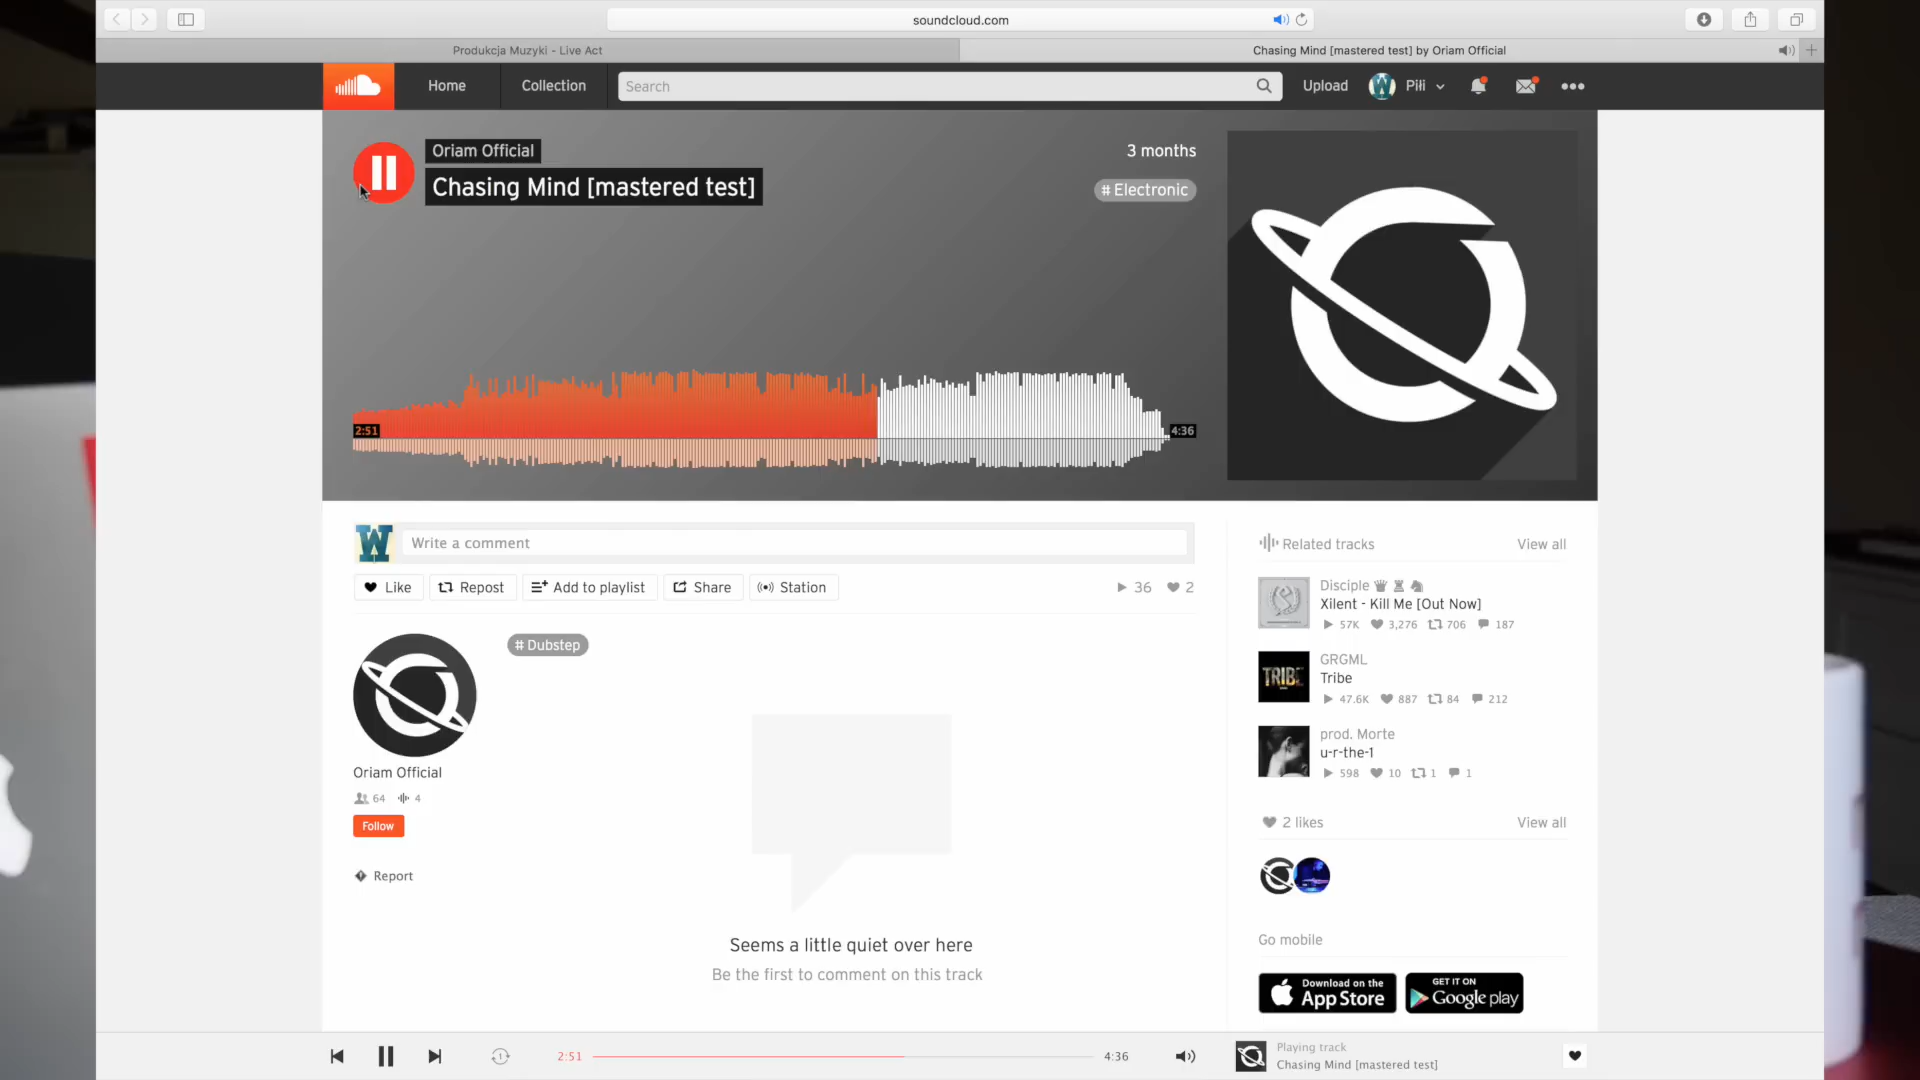 soundcloud.com
Produkcja Muzyki - Live Act
Chasing Mind [mastered test] by Oriam Official
Home
Collection
Search
Upload
Piłi
Oriam Official
Chasing Mind [mastered test]
3 months
# Electronic
2:51
4:36
W
Write a comment
Like
Repost
Add to playlist
Share
Station
36
2
# Dubstep
Oriam Official
64
4
Follow
Report
Seems a little quiet over here
Be the first to comment on this track
Related tracks
View all
Disciple
Xilent - Kill Me [Out Now]
57K 3,276 706 187
TRIBE
GRGML
Tribe
47.6K 887 84 212
prod. Morte
u-r-the-1
598 10 1 1
2 likes
View all
Go mobile
Download on the
App Store
GET IT ON
Google play
1
2:51
4:36
Playing track
Chasing Mind [mastered test]